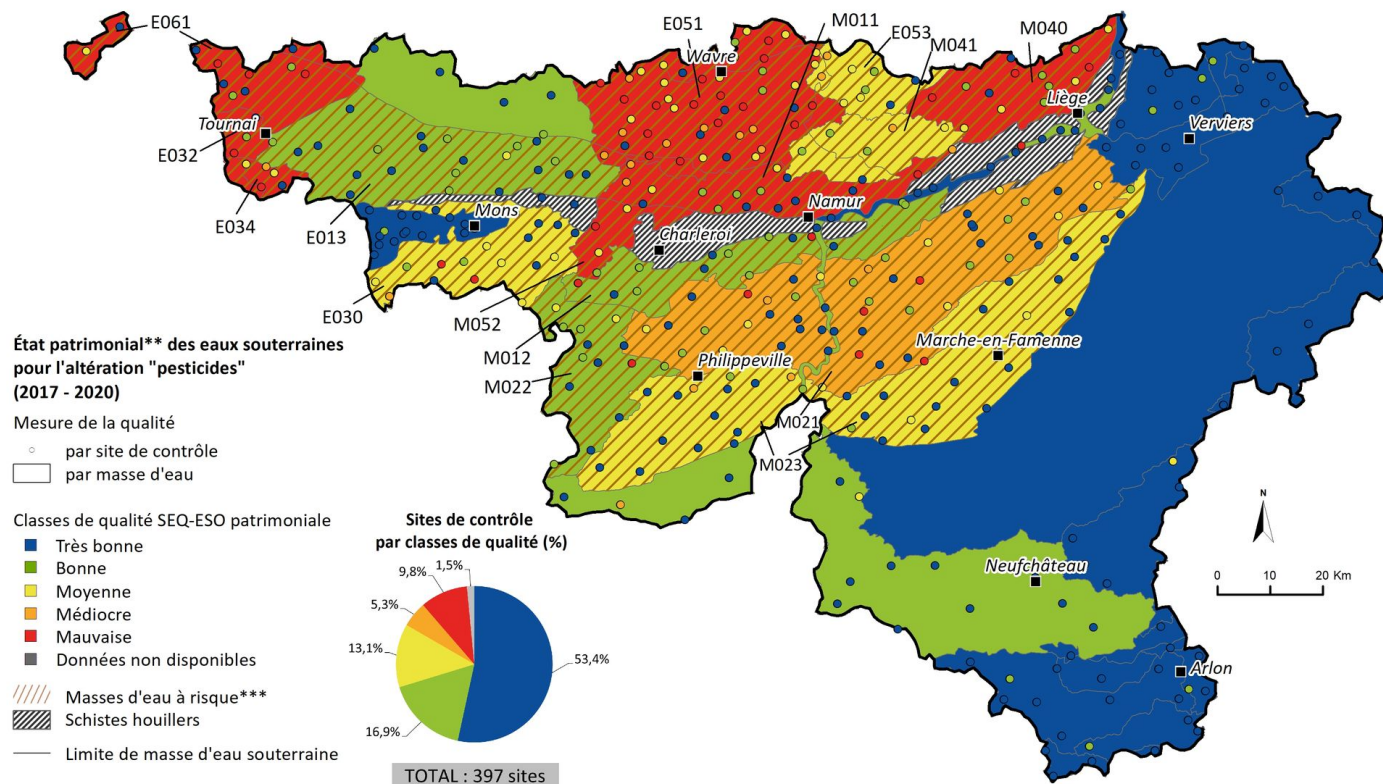 E061
E051
M011
E053
M041
M040
Wavre
Liège
Tournai
Verviers
E032
E034
E013
Mons
Namur
Charleroi
E030
M052
M012
M022
Marche-en-Famenne
Philippeville
M021
M023
État patrimonial** des eaux souterraines
pour l'altération "pesticides"
(2017 - 2020)
Mesure de la qualité
par site de contrôle
par masse d'eau
Classes de qualité SEQ-ESO patrimoniale
Très bonne
Bonne
Moyenne
Médiocre
Mauvaise
Données non disponibles
Masses d'eau à risque***
Schistes houillers
Limite de masse d'eau souterraine
Sites de contrôle
par classes de qualité (%)
1,5%
9,8%
5,3%
13,1%
53,4%
16,9%
TOTAL : 397 sites
N
0 10 20 Km
Neufchâteau
Arlon